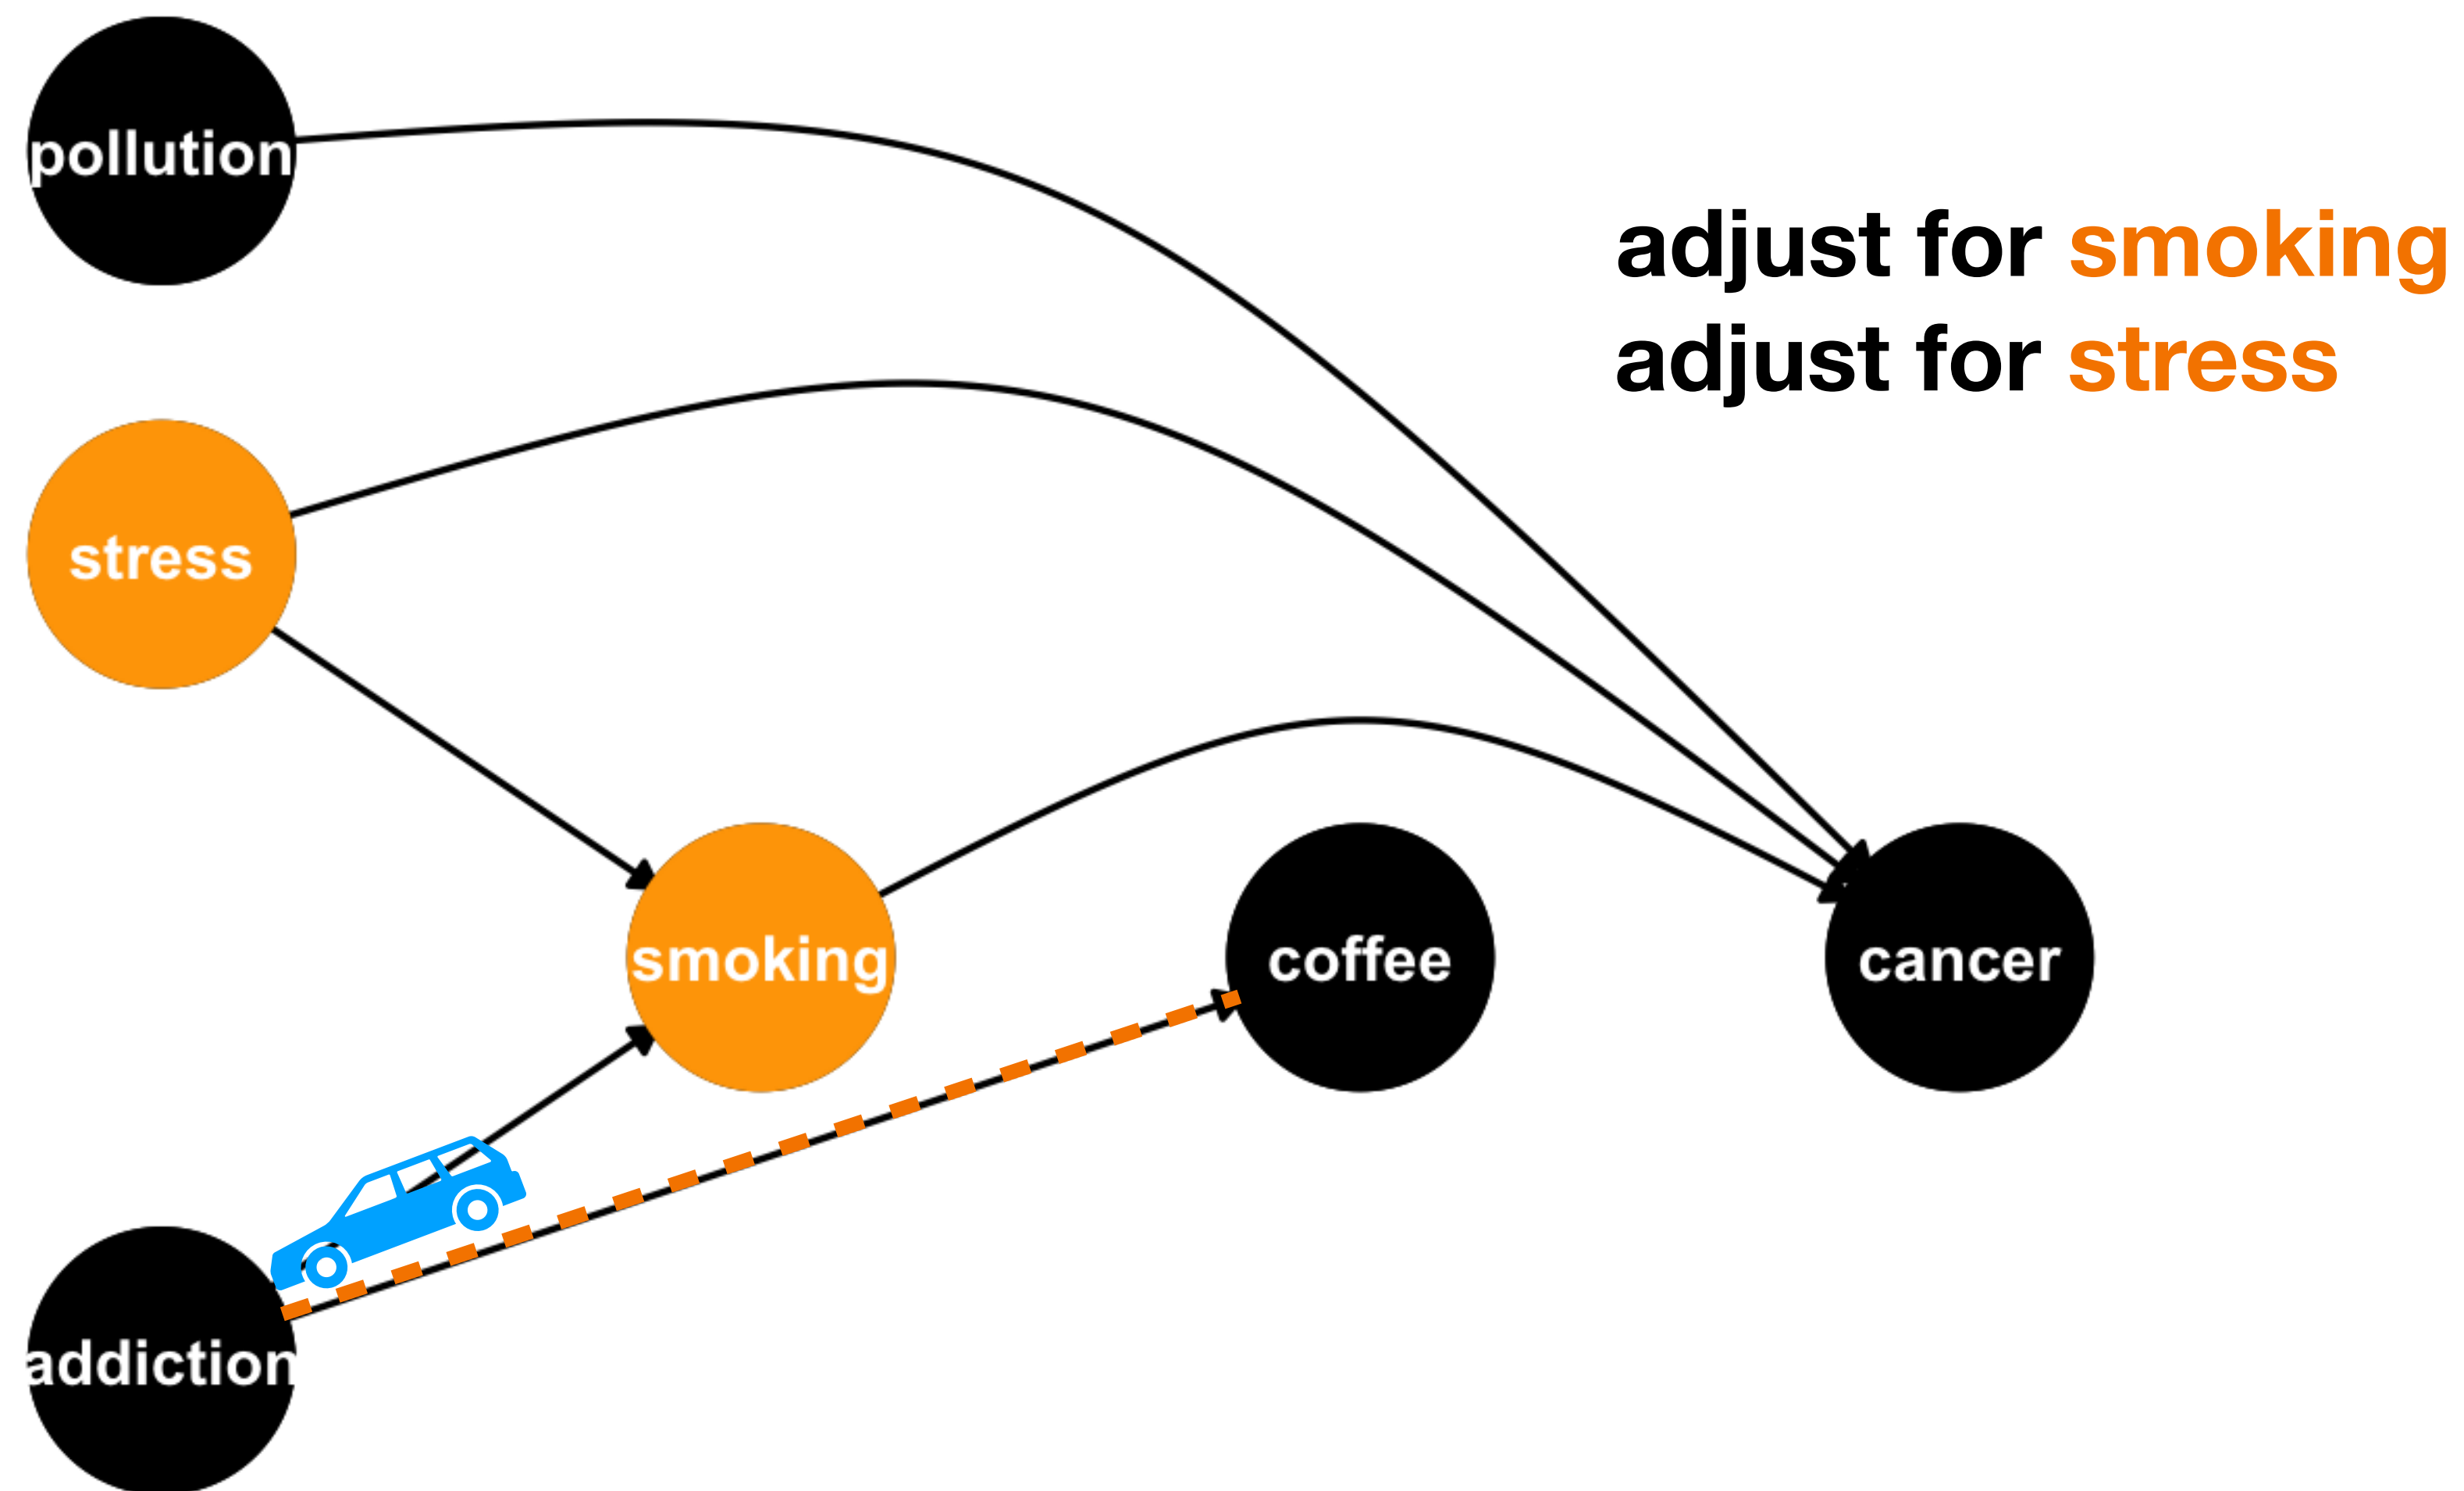 pollution
adjust for smoking
adjust for stress
stress
smoking
coffee
cancer
addiction